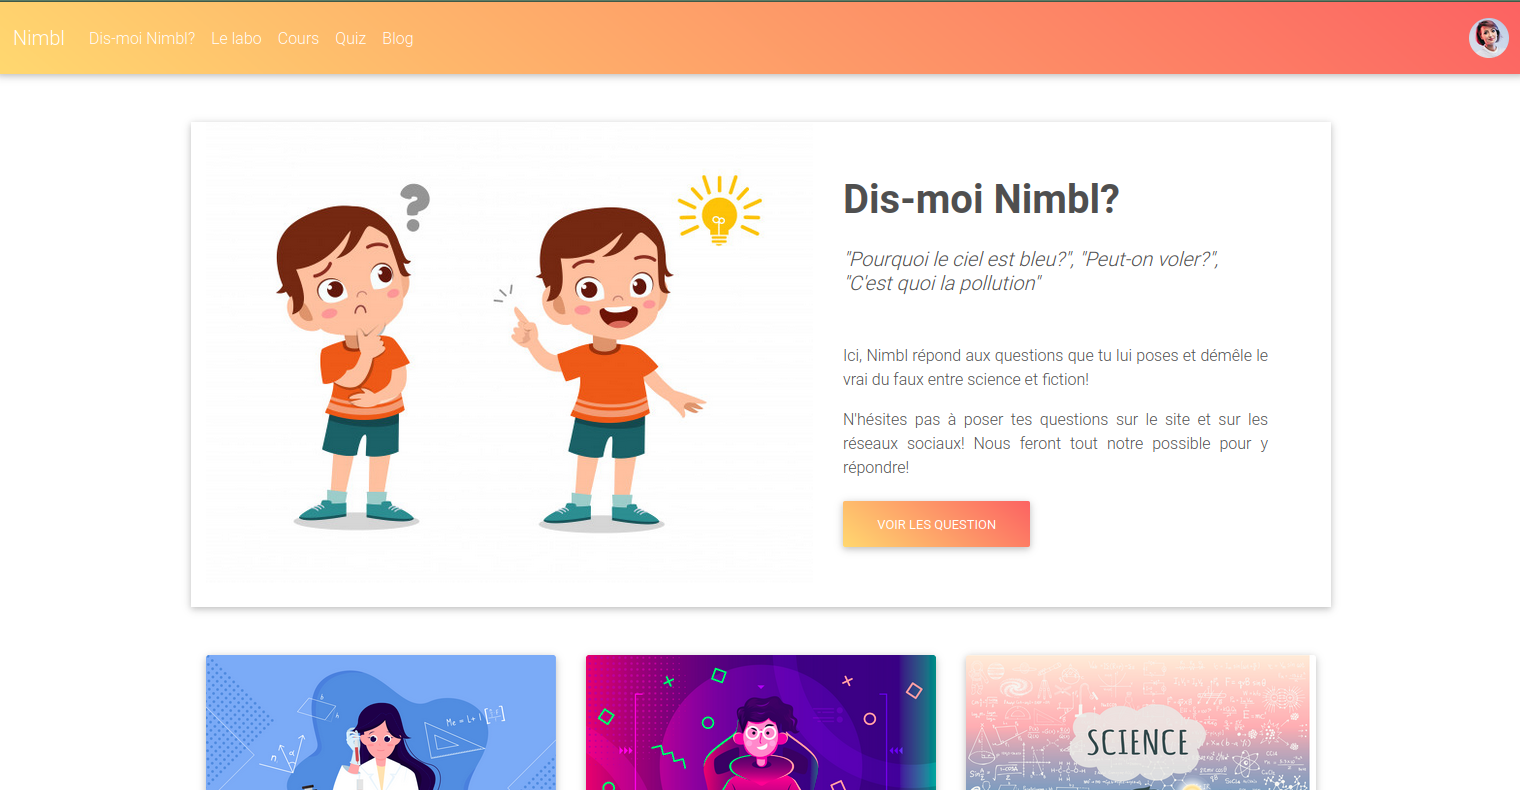 Nimbl Dis-moi Nimbl? Le labo Cours Quiz Blog
Dis-moi Nimbl?
"Pourquoi le ciel est bleu?", "Peut-on voler?",
"C'est quoi la pollution"
Ici, Nimbl répond aux questions que tu lui poses et démêle le
vrai du faux entre science et fiction!
N'hésites pas à poser tes questions sur le site et sur les
réseaux sociaux! Nous feront tout notre possible pour y
répondre!
VOIR LES QUESTION
SCIENCE